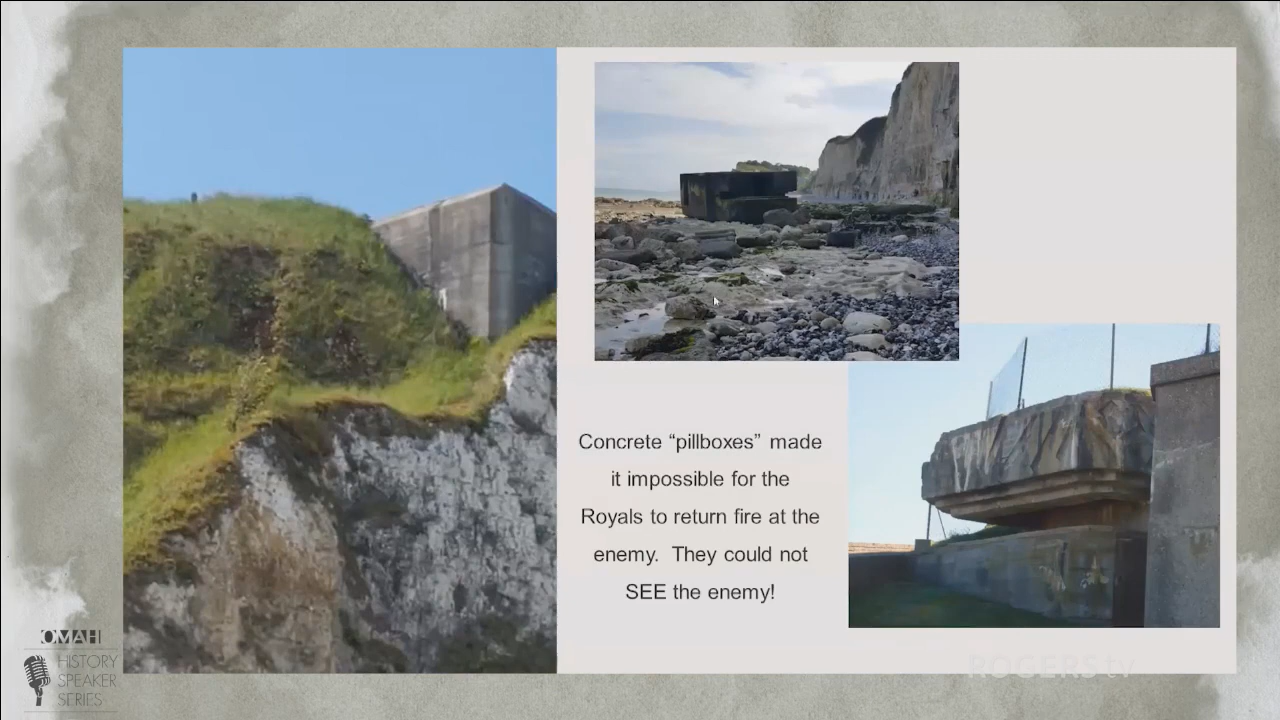 Concrete “pillboxes” made
it impossible for the
Royals to return fire at the
enemy.  They could not
SEE the enemy!
OMAH
HISTORY
SPEAKER
SERIES
ROGERS tv